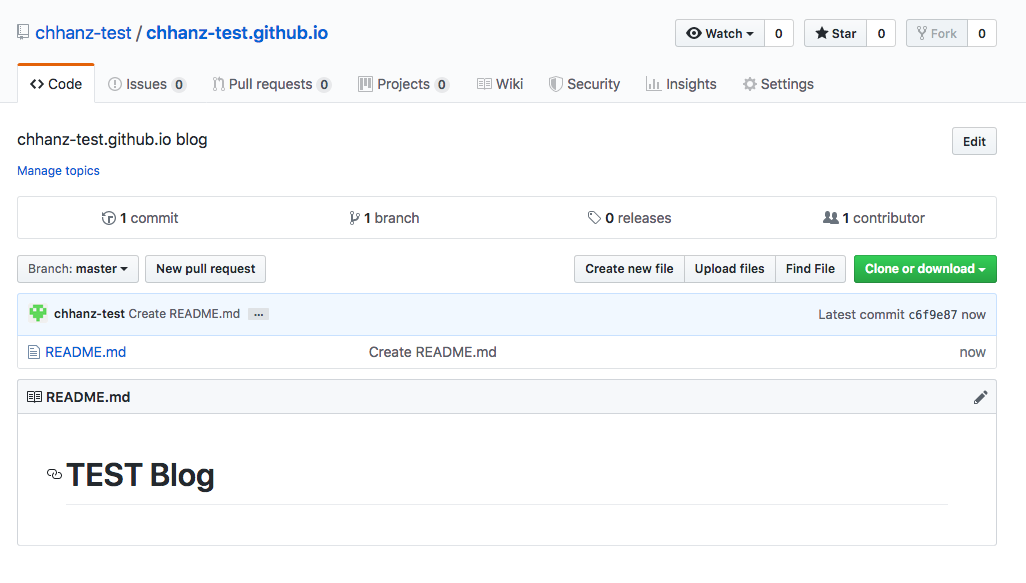 chhanz-test / chhanz-test.github.io Watch 0 Star 0 Fork 0
Code Issues 0 Pull requests 0 Projects 0 Wiki Security Insights Settings
chhanz-test.github.io blog Edit
Manage topics
1 commit 1 branch 0 releases 1 contributor
Branch: master New pull request Create new file Upload files Find File Clone or download
chhanz-test Create README.md ... Latest commit c6f9e87 now
README.md Create README.md now
README.md
TEST Blog